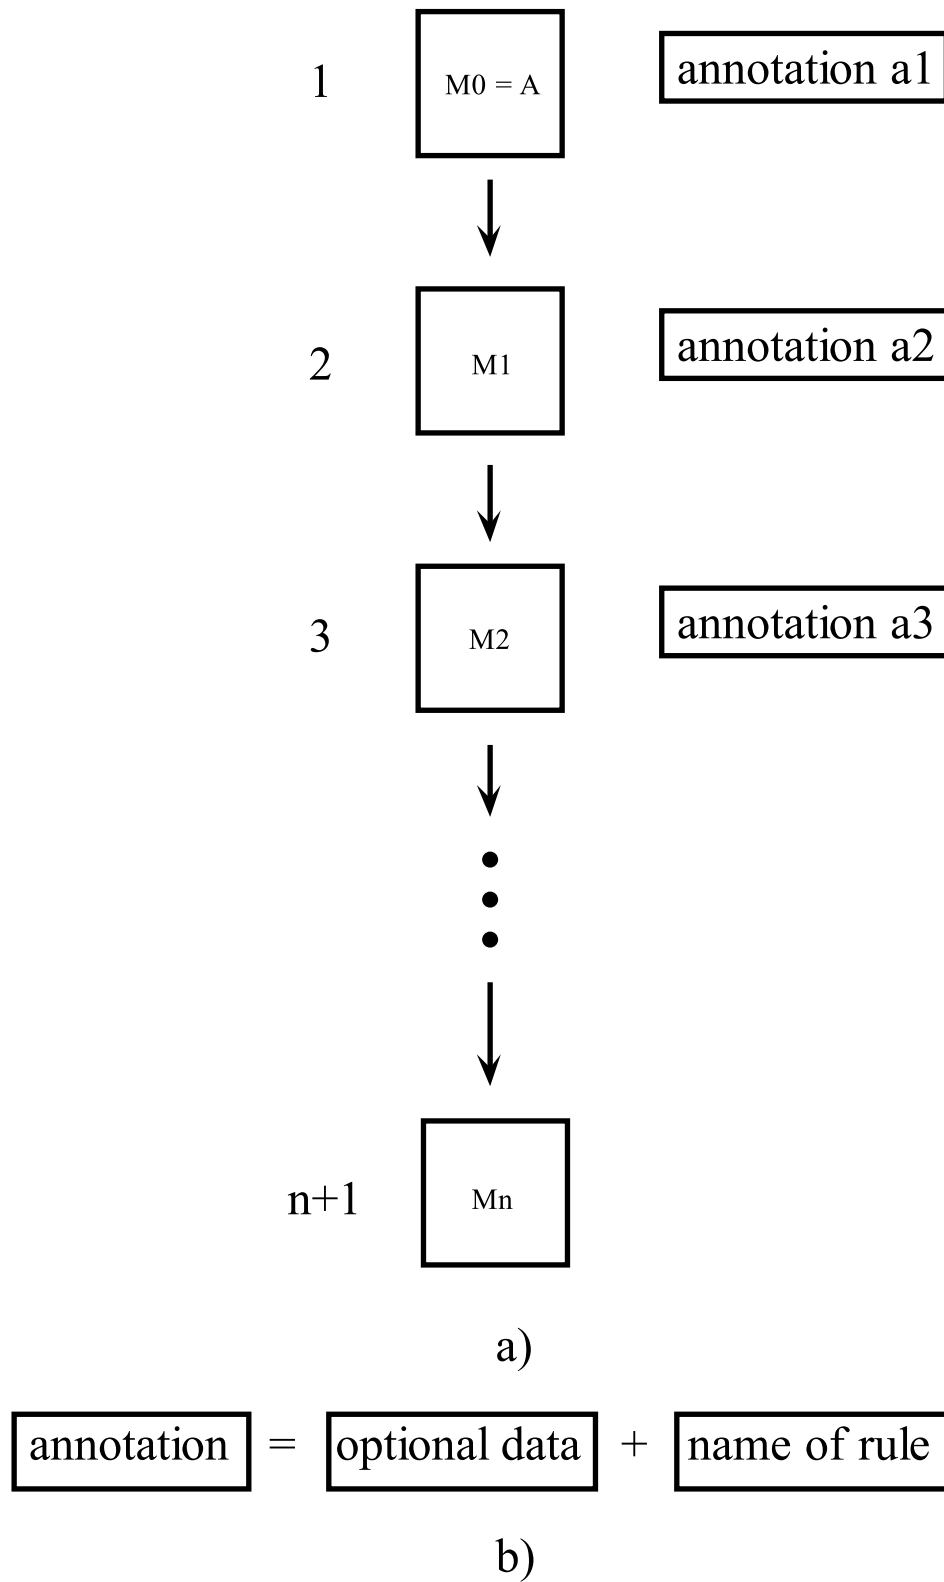 1 M0 = A annotation a1
2 M1 annotation a2
3 M2 annotation a3
n+1 Mn
a)
annotation = optional data + name of rule
b)